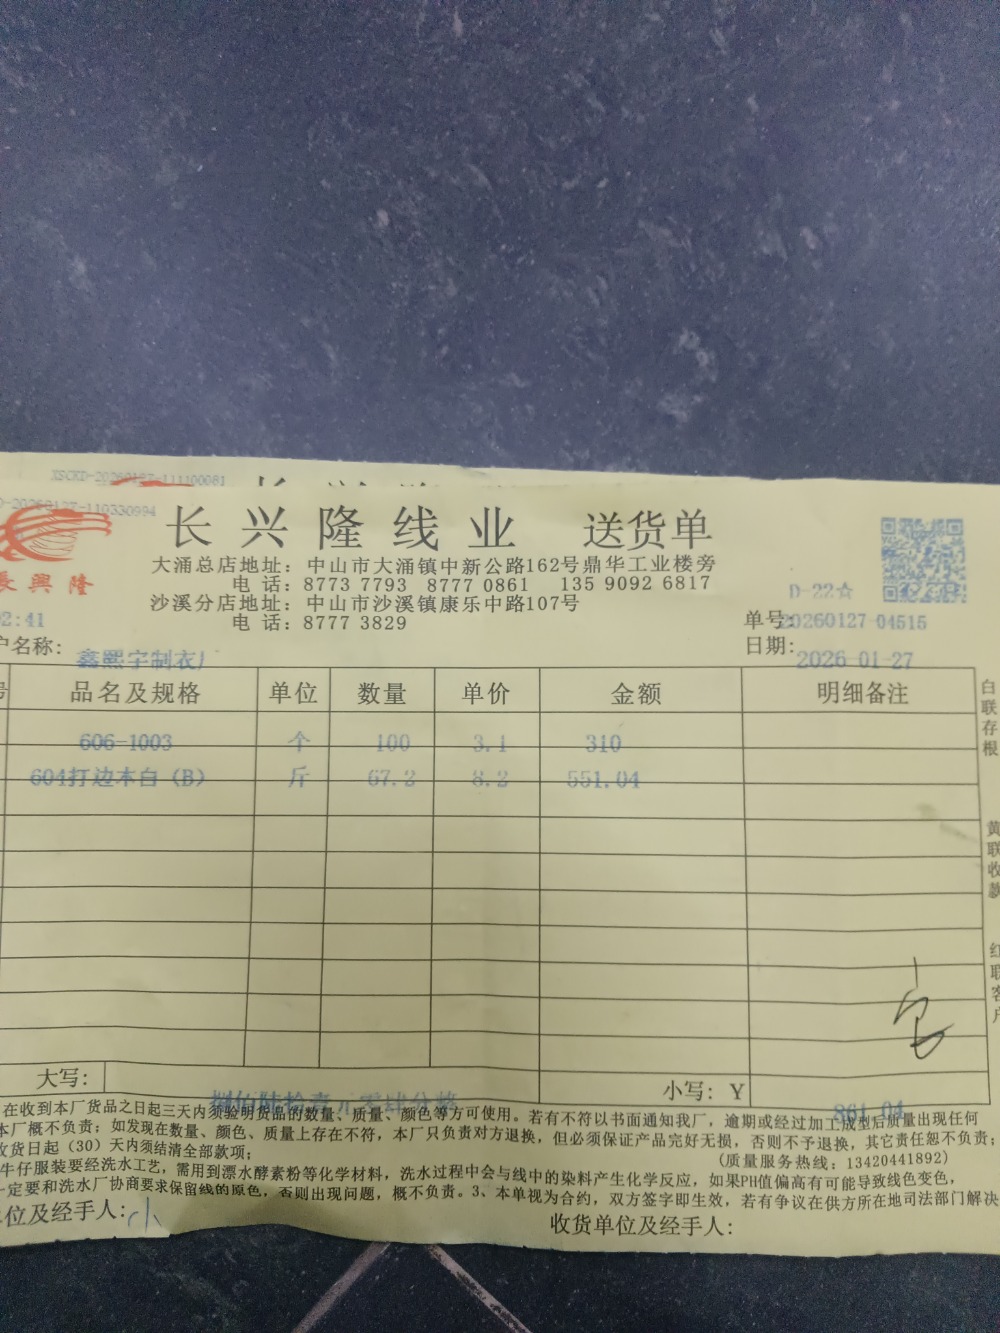 XSCKD-20260127-111100081
-20260127-110330994
長興隆
长兴隆线业 送货单
大涌总店地址：中山市大涌镇中新公路162号鼎华工业楼旁
电 话：8773 7793 8777 0861 135 9092 6817
沙溪分店地址：中山市沙溪镇康乐中路107号
电 话：8777 3829
D-22☆
2:41
单号:20260127-04515
户名称： 鑫熙宇制衣厂
日期：2026-01-27
号 品名及规格 单位 数量 单价 金额 明细备注
606-1003 个 100 3.1 310
604打边本白（B） 斤 67.2 8.2 551.04
白联存根
黄联收款
红联客户
大写： 捌佰陆拾壹元零肆分整 小写：Y 861.04
在收到本厂货品之日起三天内须验明货品的数量、质量、颜色等方可使用。若有不符以书面通知我厂，逾期或经过加工成型后质量出现任何
本厂概不负责；如发现在数量、颜色、质量上存在不符，本厂只负责对方退换，但必须保证产品完好无损，否则不予退换，其它责任恕不负责；
收货日起（30）天内须结清全部款项； （质量服务热线：13420441892）
牛仔服装要经洗水工艺，需用到漂水酵素粉等化学材料，洗水过程中会与线中的染料产生化学反应，如果PH值偏高有可能导致线色变色，
一定要和洗水厂协商要求保留线的原色，否则出现问题，概不负责。3、本单视为合约，双方签字即生效，若有争议在供方所在地司法部门解决
单位及经手人：小 收货单位及经手人：